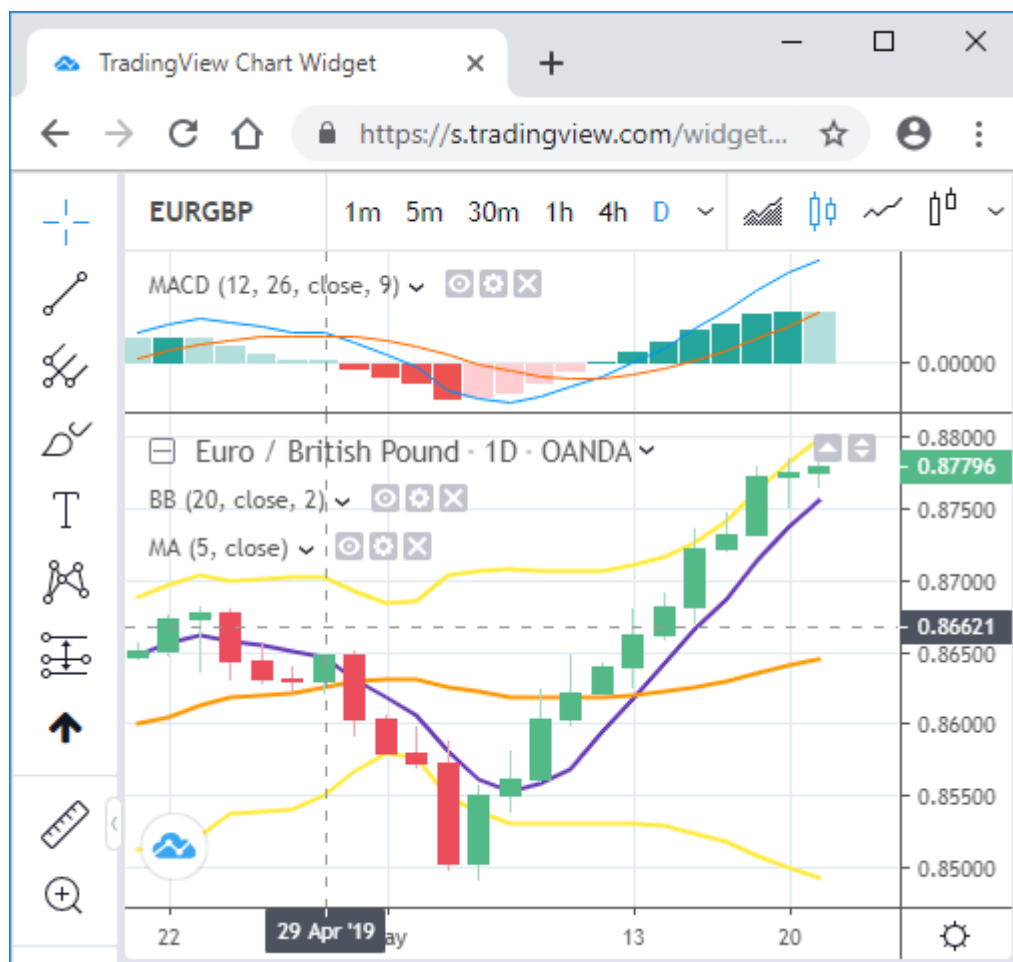 TradingView Chart Widget
https://s.tradingview.com/widget...
EURGBP 1m 5m 30m 1h 4h D
MACD (12, 26, close, 9)
0.00000
Euro / British Pound · 1D · OANDA
BB (20, close, 2)
MA (5, close)
0.88000
0.87796
0.87500
0.87000
0.86621
0.86500
0.86000
0.85500
0.85000
22 29 Apr '19 ay 13 20